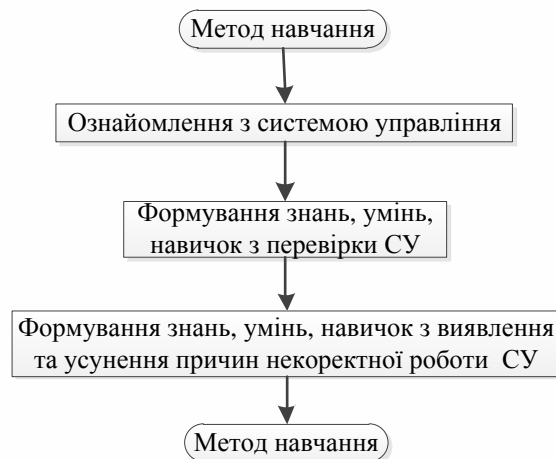 Метод навчання
Ознайомлення з системою управління
Формування знань, умінь,
навичок з перевірки СУ
Формування знань, умінь, навичок з виявлення
та усунення причин некоректної роботи СУ
Метод навчання